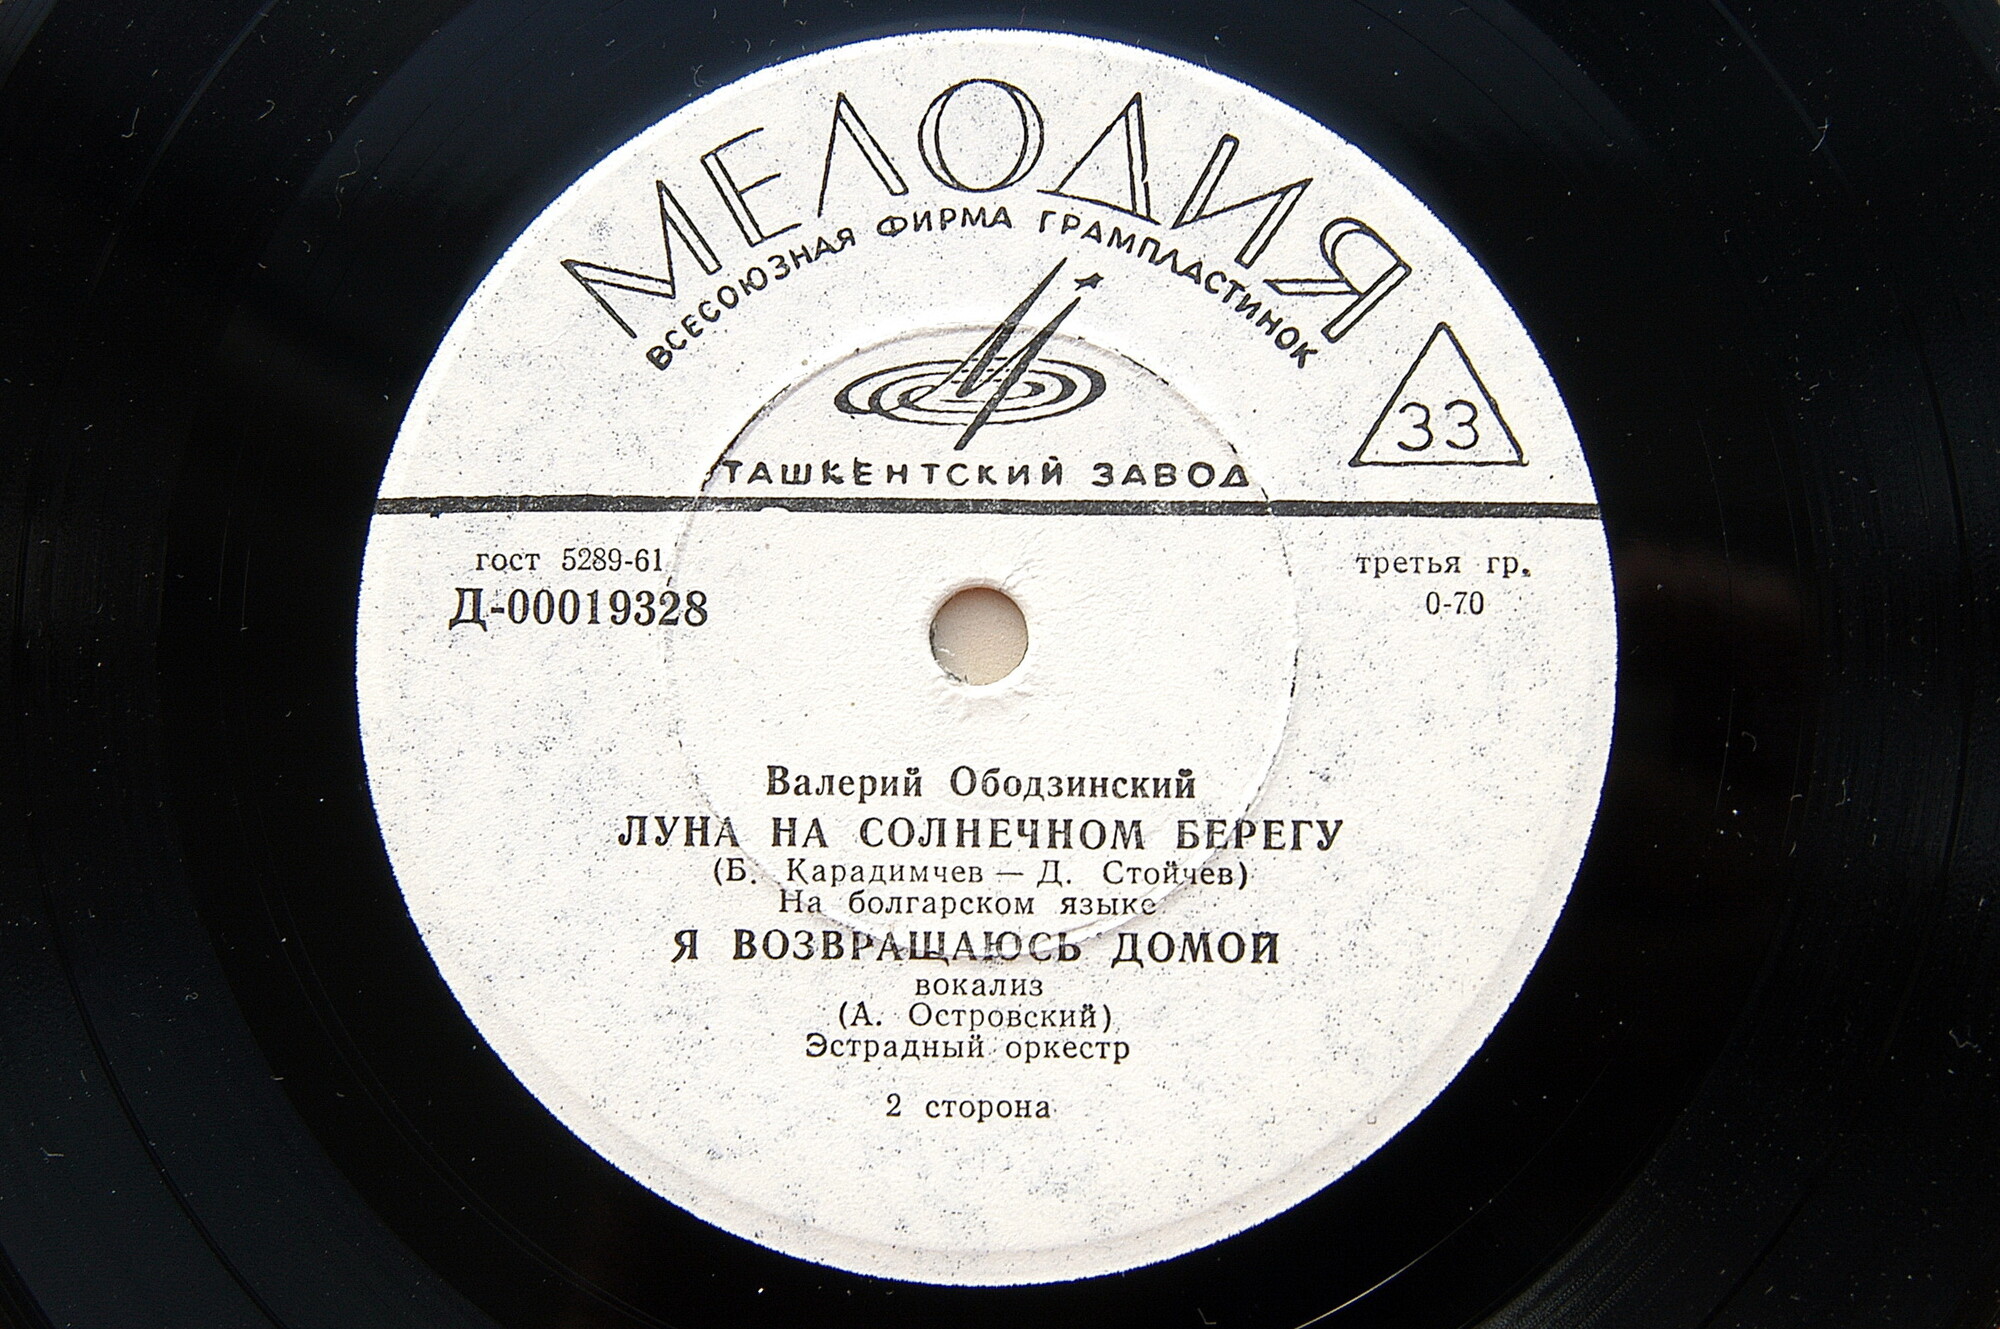 МЕЛОДИЯ
ВСЕСОЮЗНАЯ ФИРМА ГРАМПЛАСТИНОК
33
ТАШКЕНТСКИЙ ЗАВОД
гост 5289-61
третья гр.
Д-00019328
0-70
Валерий Ободзинский
ЛУНА НА СОЛНЕЧНОМ БЕРЕГУ
(Б. Карадимчев — Д. Стойчев)
На болгарском языке
Я ВОЗВРАЩАЮСЬ ДОМОЙ
вокализ
(А. Островский)
Эстрадный оркестр
2 сторона